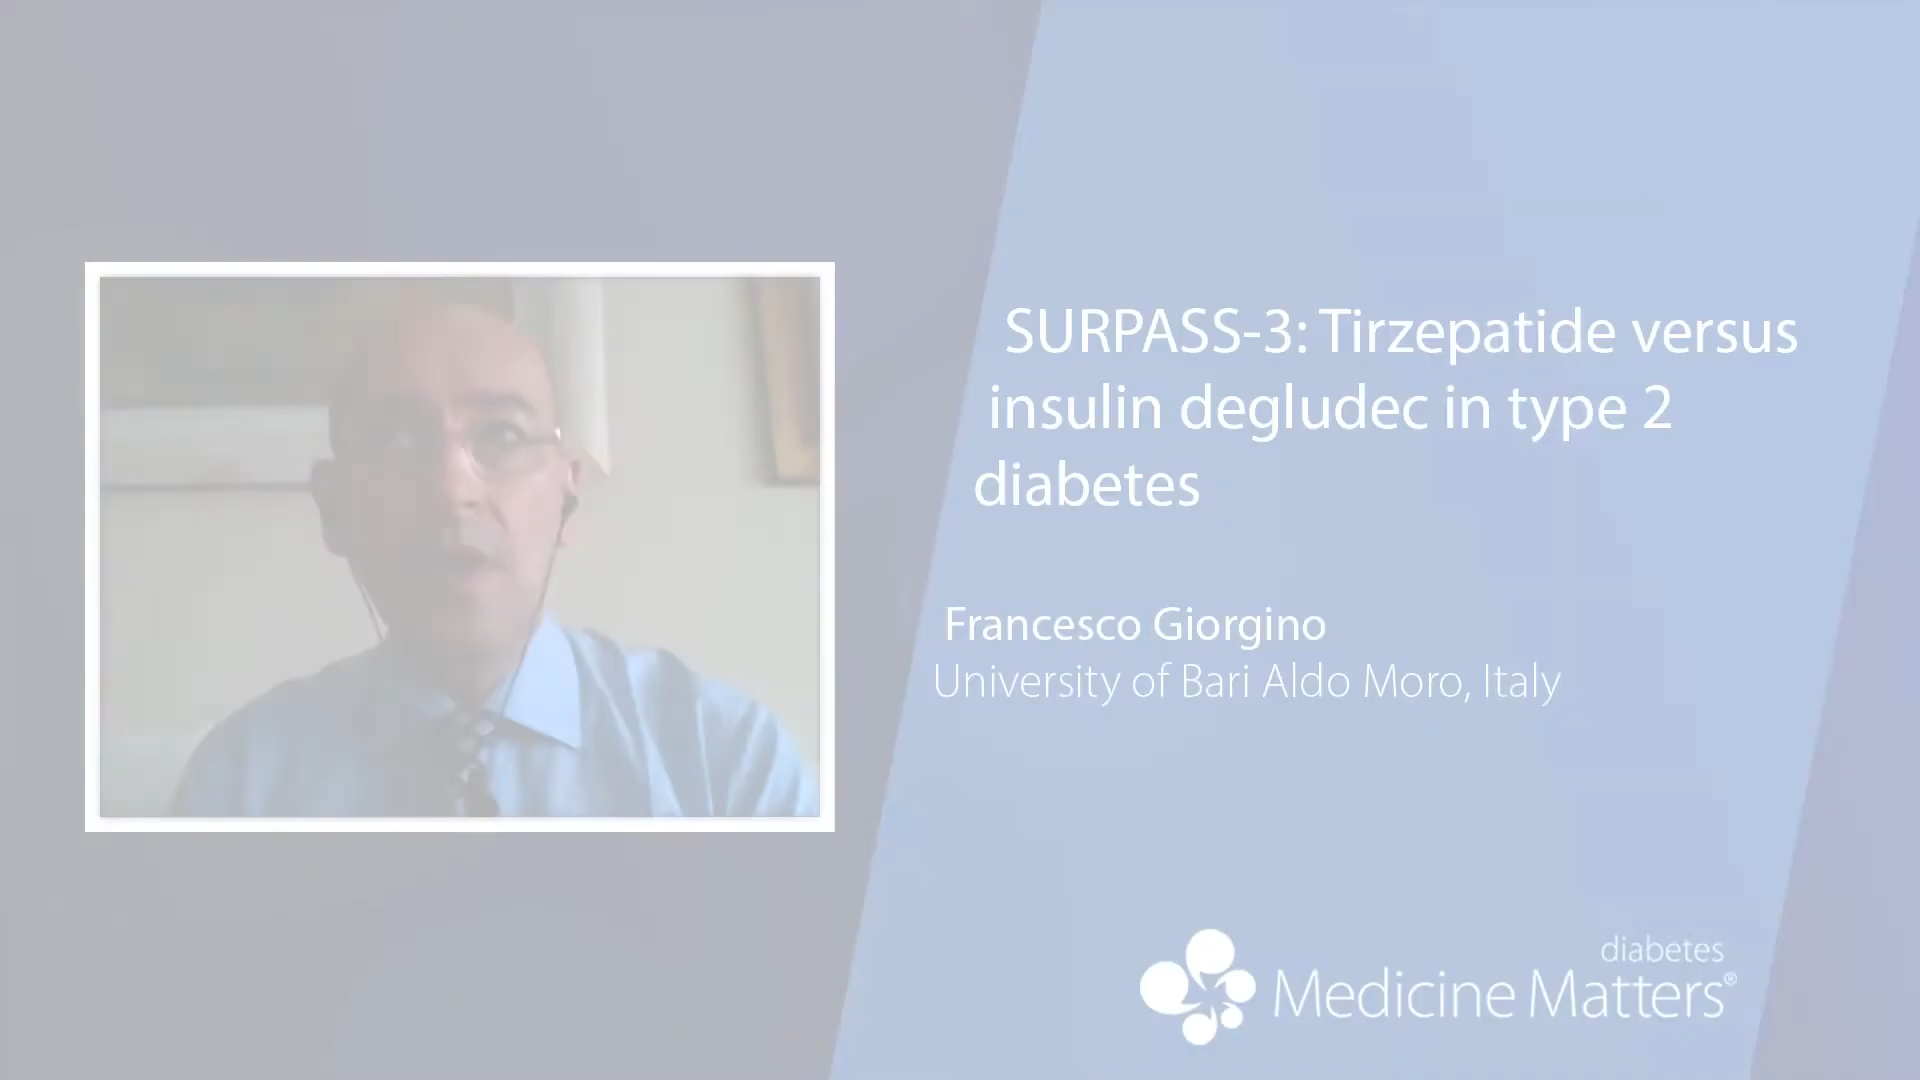 SURPASS-3: Tirzepatide versus
insulin degludec in type 2
diabetes
Francesco Giorgino
University of Bari Aldo Moro, Italy
diabetes
Medicine Matters®